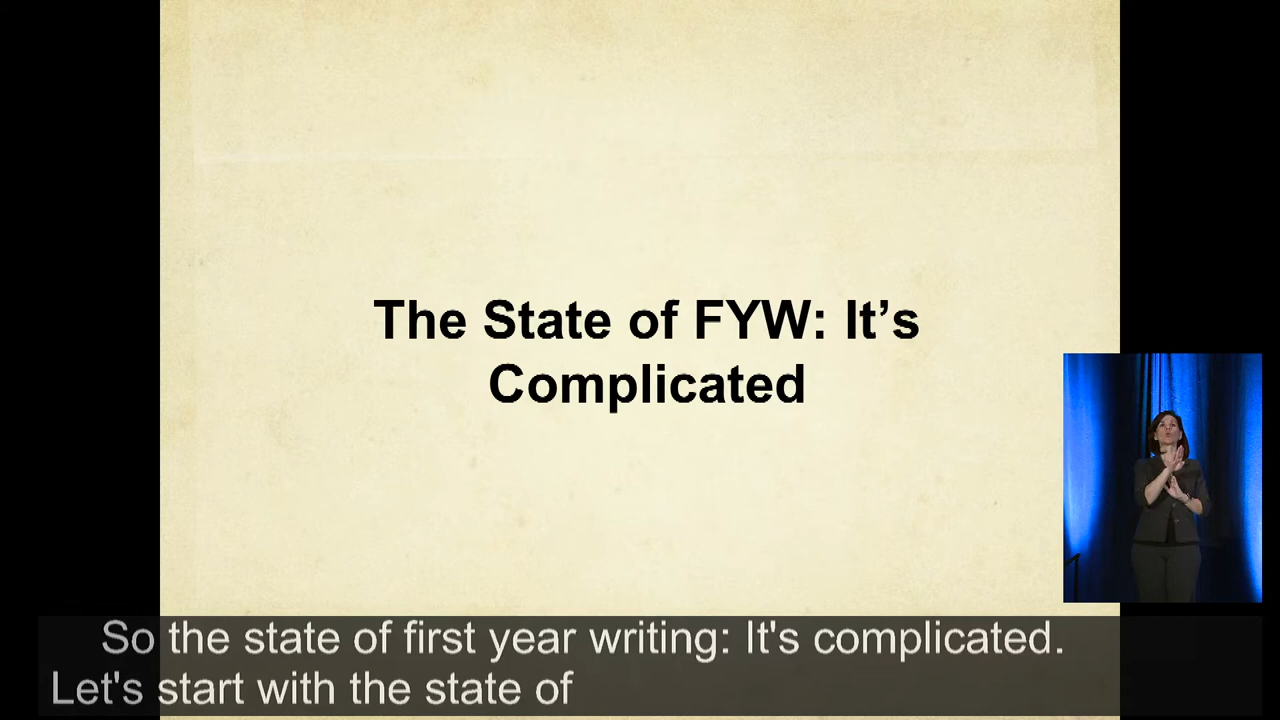 The State of FYW: It’s
Complicated
So the state of first year writing: It's complicated.
Let's start with the state of